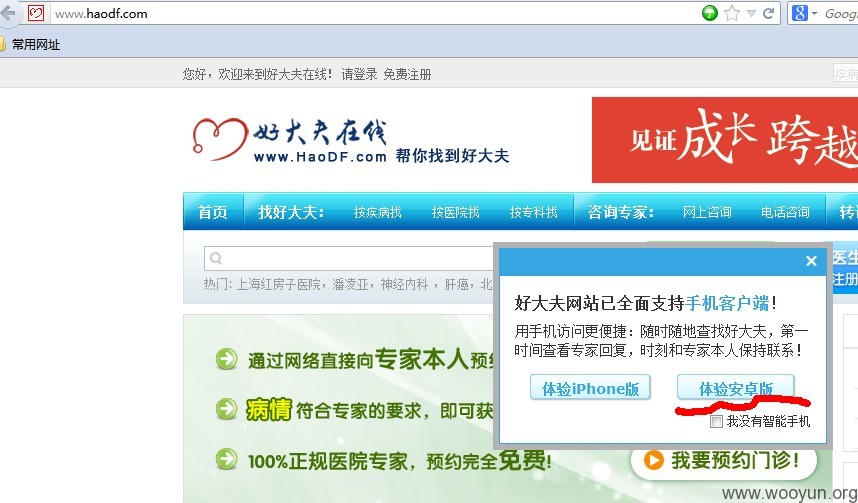 www.haodf.com
Goog
常用网址
您好，欢迎来到好大夫在线！ 请登录 免费注册
疾病
好大夫在线
www.HaoDF.com 帮你找到好大夫
见证成长 跨越
首页 找好大夫： 按疾病找 按医院找 按专科找 咨询专家： 网上咨询 电话咨询 转
热门：上海红房子医院，潘凌亚，神经内科 ，肝癌，北
医生
注册
好大夫网站已全面支持手机客户端！
用手机访问更便捷：随时随地查找好大夫，第一
时间查看专家回复，时刻和专家本人保持联系！
体验iPhone版 体验安卓版
我没有智能手机
通过网络直接向专家本人预
病情 符合专家的要求，即可获
100%正规医院专家，预约完全免费!
我要预约门诊!
www.wooyun.org